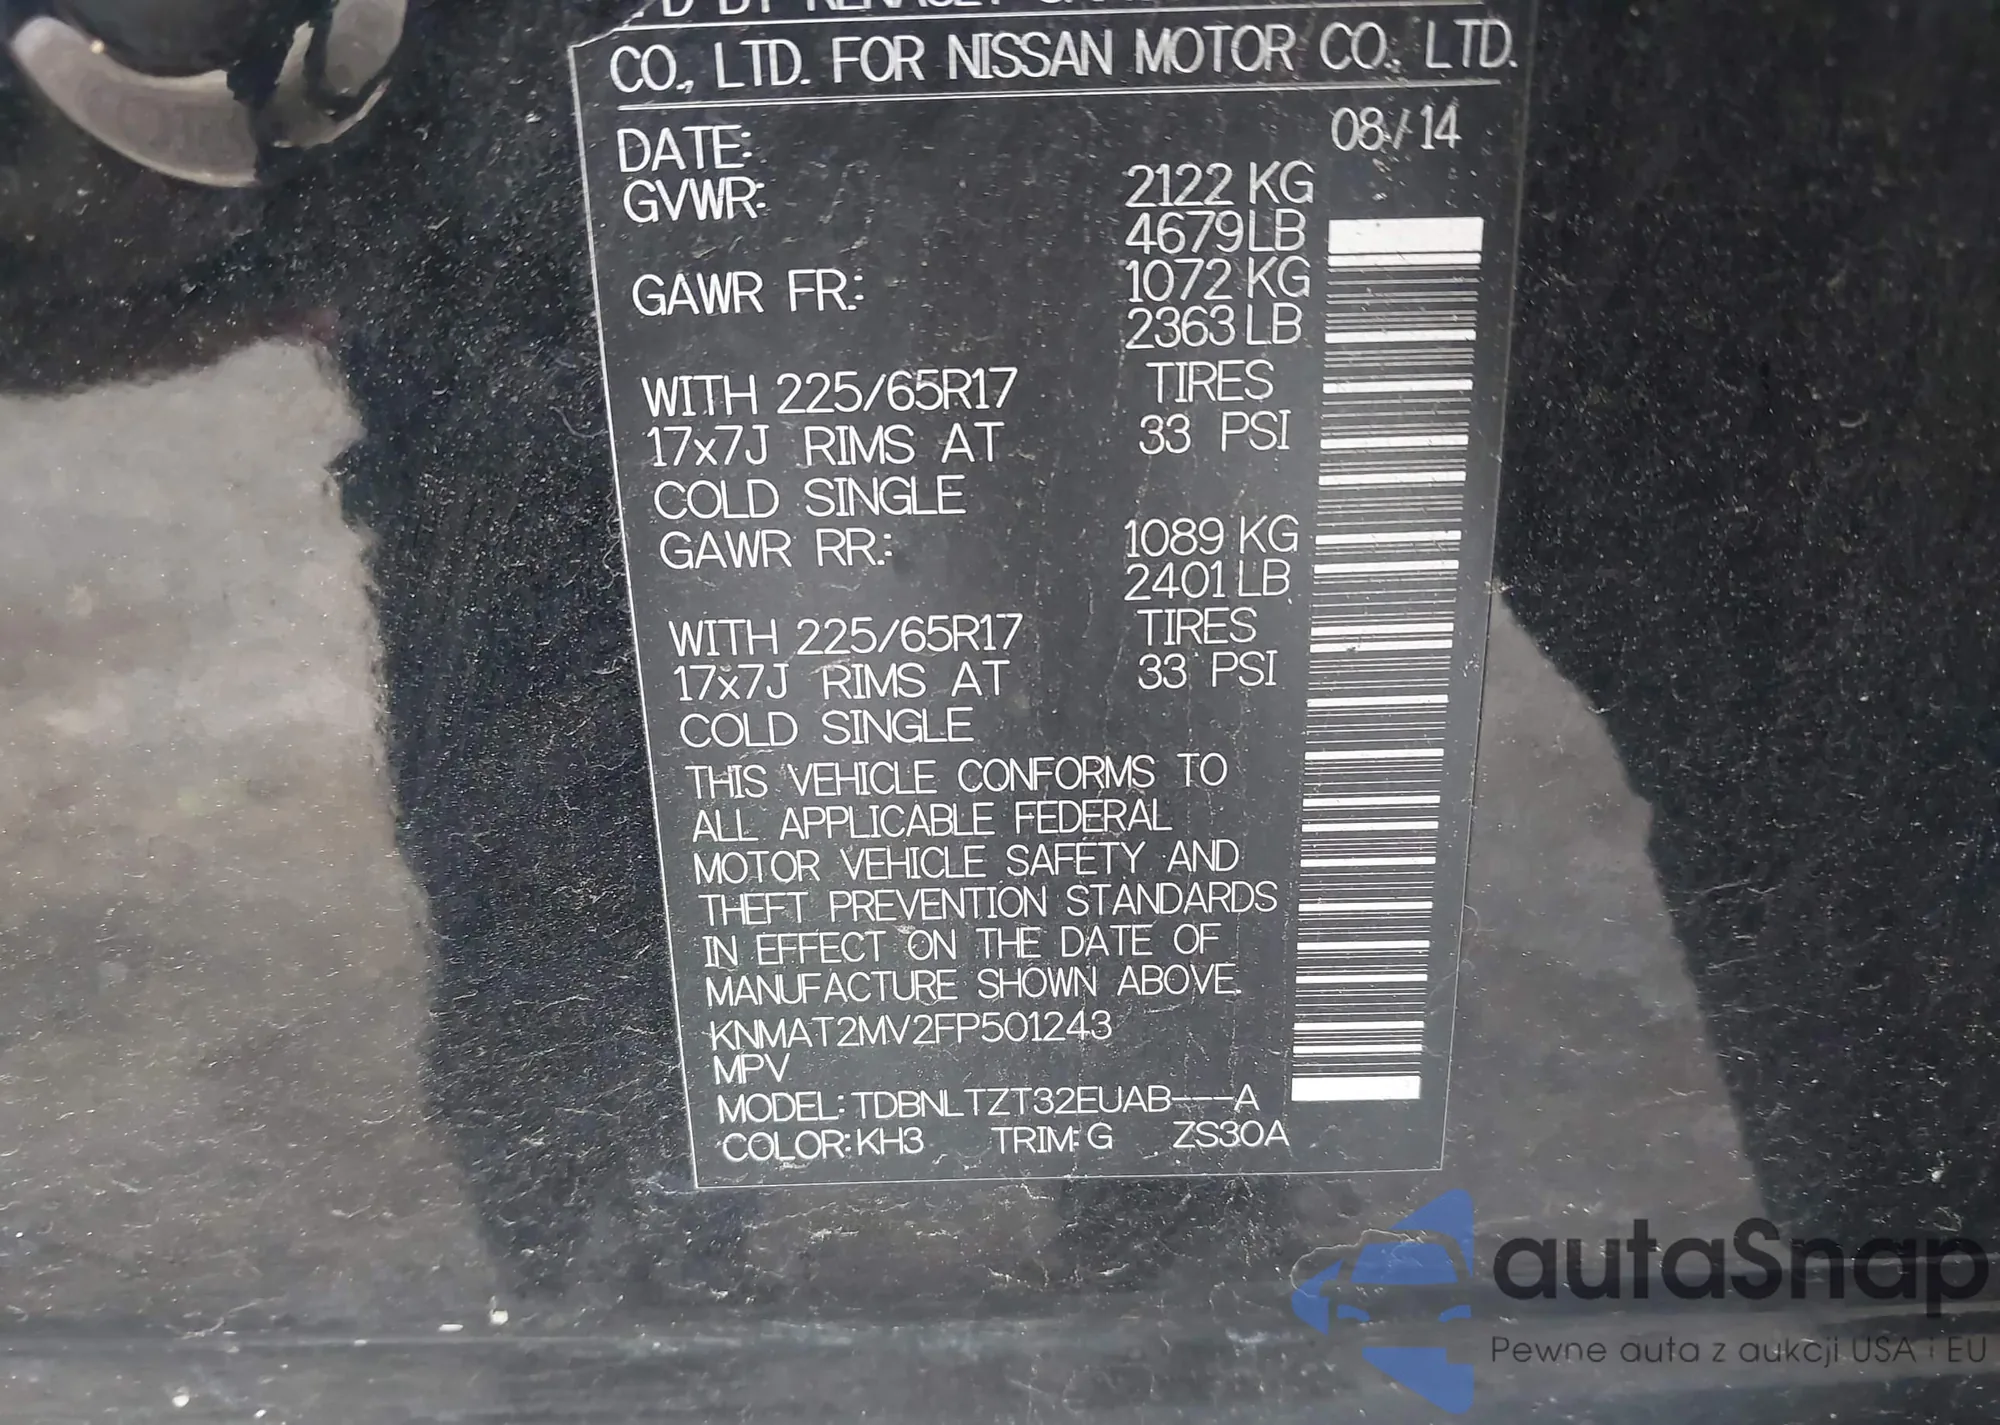 CO., LTD. FOR NISSAN MOTOR CO., LTD.
DATE: 08/14
GVWR: 2122 KG
4679 LB
GAWR FR.: 1072 KG
2363 LB
WITH 225/65R17 TIRES
17x7J RIMS AT 33 PSI
COLD SINGLE
GAWR RR.: 1089 KG
2401 LB
WITH 225/65R17 TIRES
17x7J RIMS AT 33 PSI
COLD SINGLE
THIS VEHICLE CONFORMS TO
ALL APPLICABLE FEDERAL
MOTOR VEHICLE SAFETY AND
THEFT PREVENTION STANDARDS
IN EFFECT ON THE DATE OF
MANUFACTURE SHOWN ABOVE.
KNMAT2MV2FP501243
MPV
MODEL: TDBNLTZT32EUAB---A
COLOR: KH3 TRIM: G ZS30A
autaSnap
Pewne auta z aukcji USA i EU